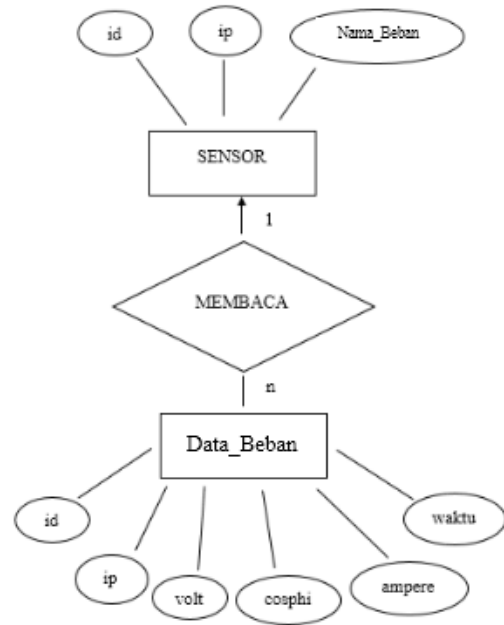 id
ip
Nama_Beban
SENSOR
1
MEMBACA
n
Data_Beban
id
ip
volt
cosphi
ampere
waktu